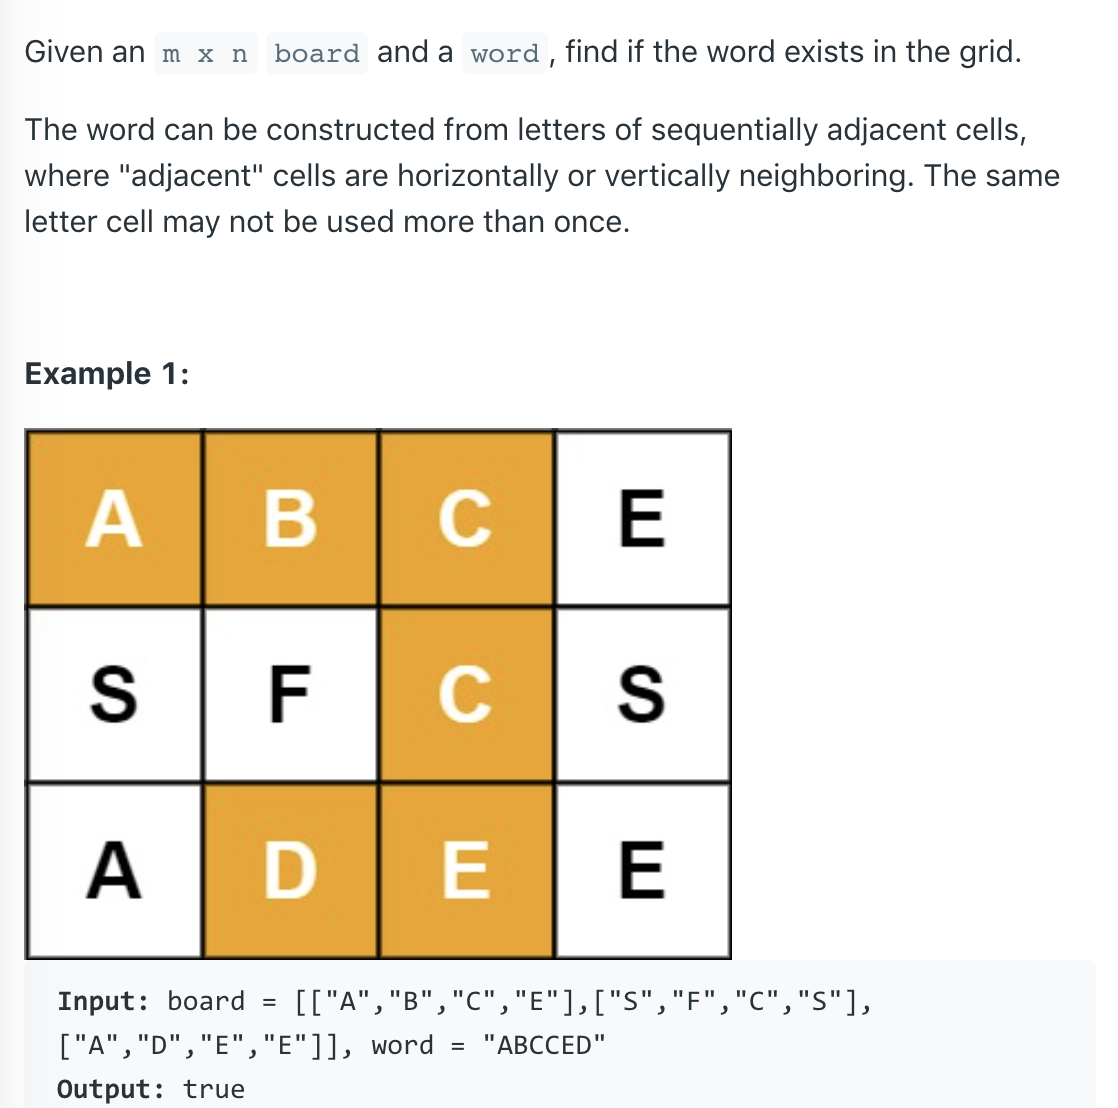 Given an m x n board and a word, find if the word exists in the grid.
The word can be constructed from letters of sequentially adjacent cells,
where "adjacent" cells are horizontally or vertically neighboring. The same
letter cell may not be used more than once.
Example 1:
A B C E
S F C S
A D E E
Input: board = [["A","B","C","E"],["S","F","C","S"],
["A","D","E","E"]], word = "ABCCED"
Output: true